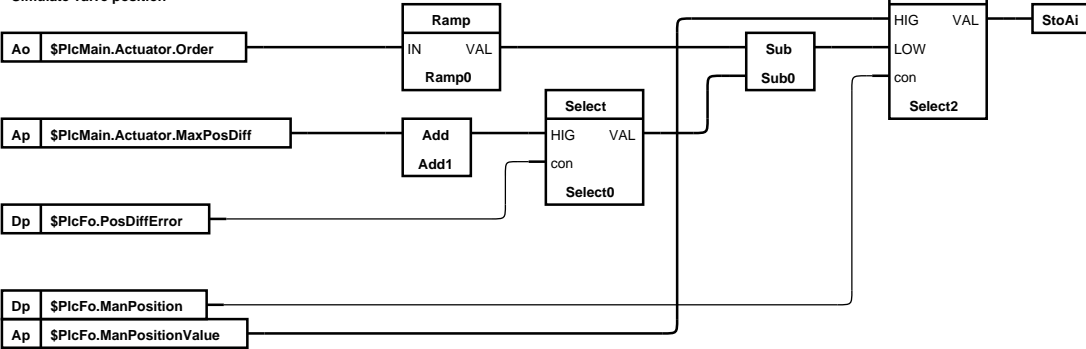 Simulate valve position
Ramp
HIG VAL
StoAi
Ao $PlcMain.Actuator.Order
IN VAL
Sub
LOW
Ramp0
Sub0
con
Select
Select2
Ap $PlcMain.Actuator.MaxPosDiff
Add
HIG VAL
Add1
con
Select0
Dp $PlcFo.PosDiffError
Dp $PlcFo.ManPosition
Ap $PlcFo.ManPositionValue